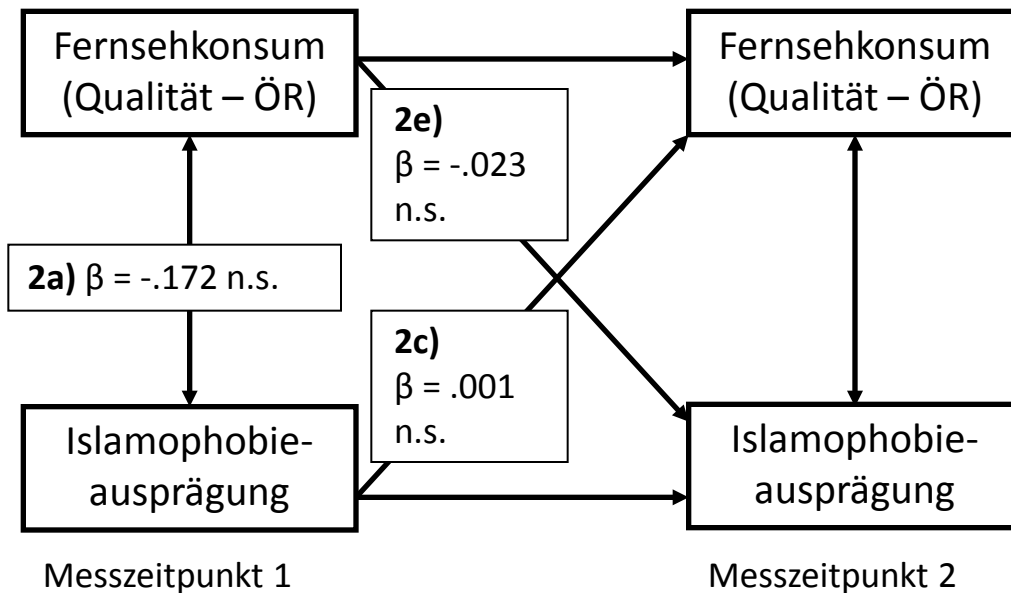 Fernsehkonsum
(Qualität – ÖR)
Fernsehkonsum
(Qualität – ÖR)
2e)
β = -.023
n.s.
2a) β = -.172 n.s.
2c)
β = .001
n.s.
Islamophobie-
ausprägung
Islamophobie-
ausprägung
Messzeitpunkt 1
Messzeitpunkt 2